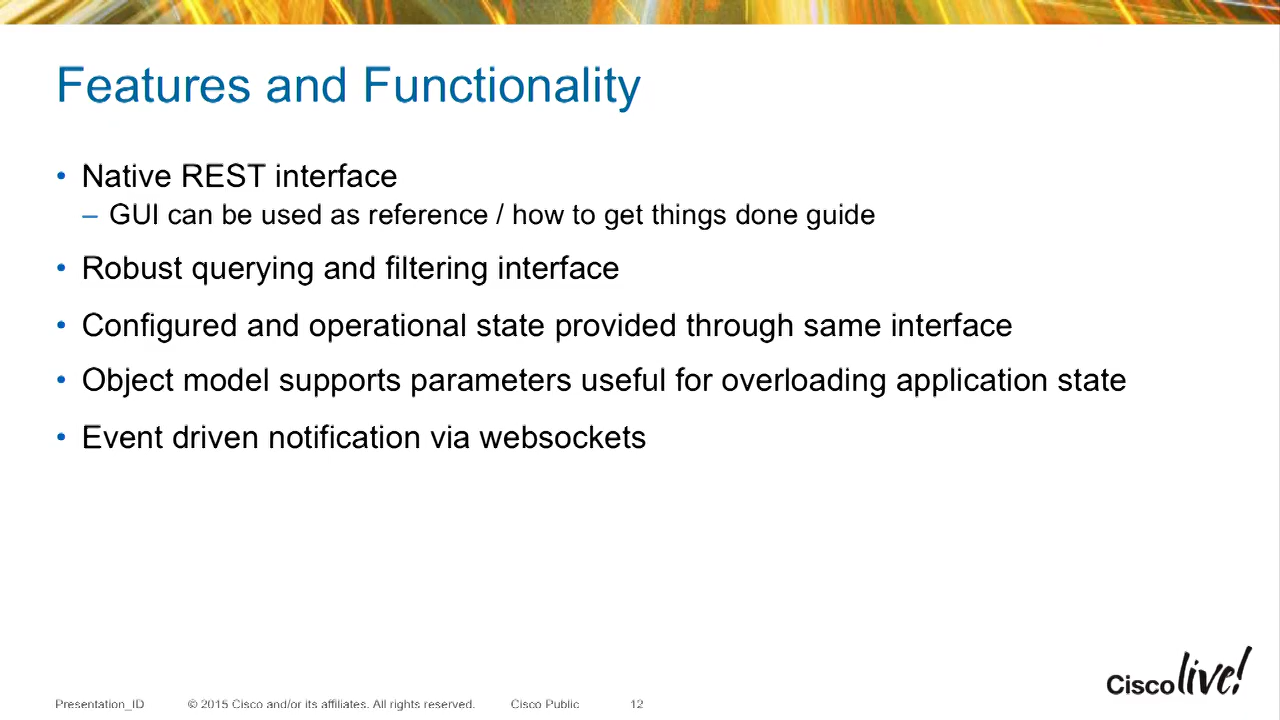 Features and Functionality
• Native REST interface
– GUI can be used as reference / how to get things done guide
• Robust querying and filtering interface
• Configured and operational state provided through same interface
• Object model supports parameters useful for overloading application state
• Event driven notification via websockets
Cisco live!
Presentation_ID © 2015 Cisco and/or its affiliates. All rights reserved. Cisco Public 12